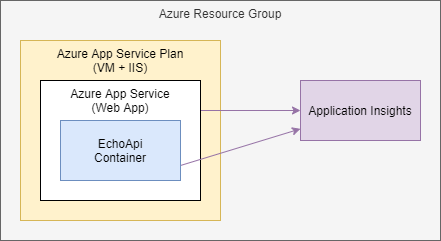 Azure Resource Group
Azure App Service Plan
(VM + IIS)
Azure App Service
(Web App)
EchoApi
Container
Application Insights